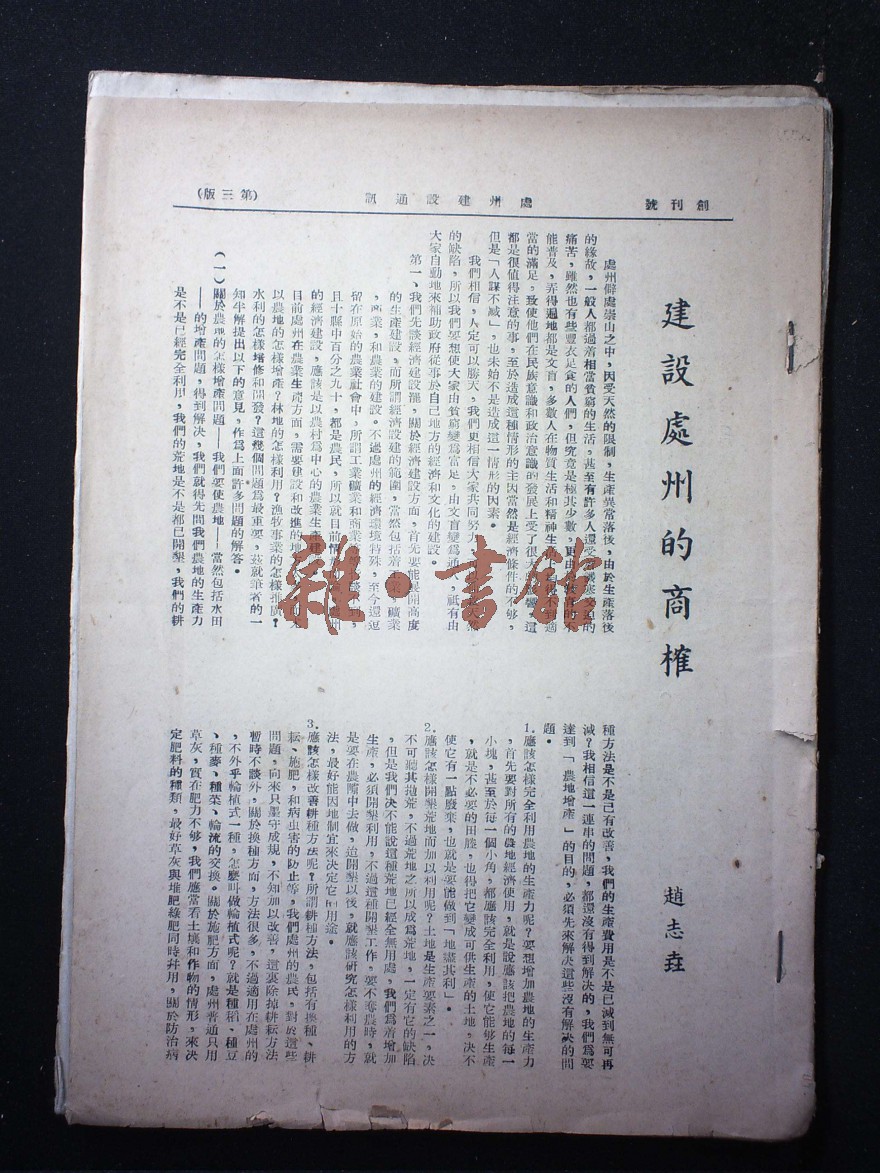 創刊號
處州建設通訊
(第三版)
建設處州的商榷
趙志垚
處州僻處崇山之中，因受天然的限制，生產異常落後，由於生產落後
的緣故，一般人都過着相當貧窮的生活，甚至有許多人還受
痛苦，雖然也有些豐衣足食的人們，但究竟是極其少數，更由
能普及，弄得遍地都是文盲，多數人在物質生活和精神生
當的滿足，致使他們在民族意識和政治意識的發展上受了很大
都是很值得注意的事，至於造成這種情形的主因當然是經濟條件的不够，
但是「人謀不臧」，也未始不是造成這一情形的因素。
我們相信，人定可以勝天，我們更相信大家共同努力
的缺陷，所以我們要想使大家由貧窮變爲富足，由文盲變爲通人，祗有由
大家自動地來補助政府從事於自己地方的經濟和文化的建設。
第一、我們先談經濟建設罷，關於經濟建設方面，首先要能展開高度
的生產建設，而所謂經濟設建的範圍，當然包括着工業，礦業
，商業，和農業的建設。不過處州的經濟環境特殊，至今還逗
留在原始的農業社會中，所謂工業礦業和商業
且十縣中百分之九十，都是農民，所以就目前情
的經濟建設，應該是以農村爲中心的農業生產建
目前處州在農業生產方面，需要建設和改進的地
以農地的怎樣增產？林地的怎樣利用？漁牧事業的怎樣推廣？
水利的怎樣培修和開發？這幾個問題爲最重要，茲就筆者的一
知半解提出以下的意見，作爲上面許多問題的解答。
(一)關於農地的怎樣增產問題——我們要使農地——當然包括水田
——的增產問題，得到解決，我們就得先問我們農地的生產力
是不是已經完全利用，我們的荒地是不是都已開墾，我們的耕
種方法是不是已有改善，我們的生產費用是不是已減到無可再
減？我相信這一連串的問題，都還沒有得到解決的，我們爲要
達到「農地增產」的目的，必須先來解決這些沒有解決的問
題。
1.應該怎樣完全利用農地的生產力呢？要想增加農地的生產力
，首先要對所有的農地經濟使用，就是說應該把農地的每一
小塊，甚至於每一個小角，都應該完全利用，使它能够生產
，就是不必要的田塍，也得把它變成可供生產的土地，決不
使它有一點廢棄，也就是要能做到「地盡其利」。
2.應該怎樣開墾荒地而加以利用呢？土地是生產要素之一，決
不可聽其拋荒，不過荒地之所以成爲荒地，一定有它的缺陷
，但是我們决不能說這種荒地已經全無用處，我們爲着增加
生產，必須開墾利用，不過這種開墾工作，要不奪農時，就
是要在農隙中去做，迨開墾以後，就應該研究怎樣利用的方
法，最好能因地制宜來決定它的用途。
3.應該怎樣改善耕種方法呢？所謂耕種方法，包括有換種、耕
耘、施肥，和病虫害的防止等，我們處州的農民，對於這些
問題，向來只墨守成規，不知加以改善，這裏除掉耕耘方法
暫時不談外，關於換種方面，方法很多，不過適用在處州的
，不外乎輪植式一種，怎麼叫做輪植式呢？就是種稻、種豆
、種麥、種菜、輪流的交換。關於施肥方面，處州普通只用
草灰，實在肥力不够，我們應當看土壤和作物的情形，來決
定肥料的種類，最好草灰與堆肥綠肥同時幷用，關於防治病
雜·書館